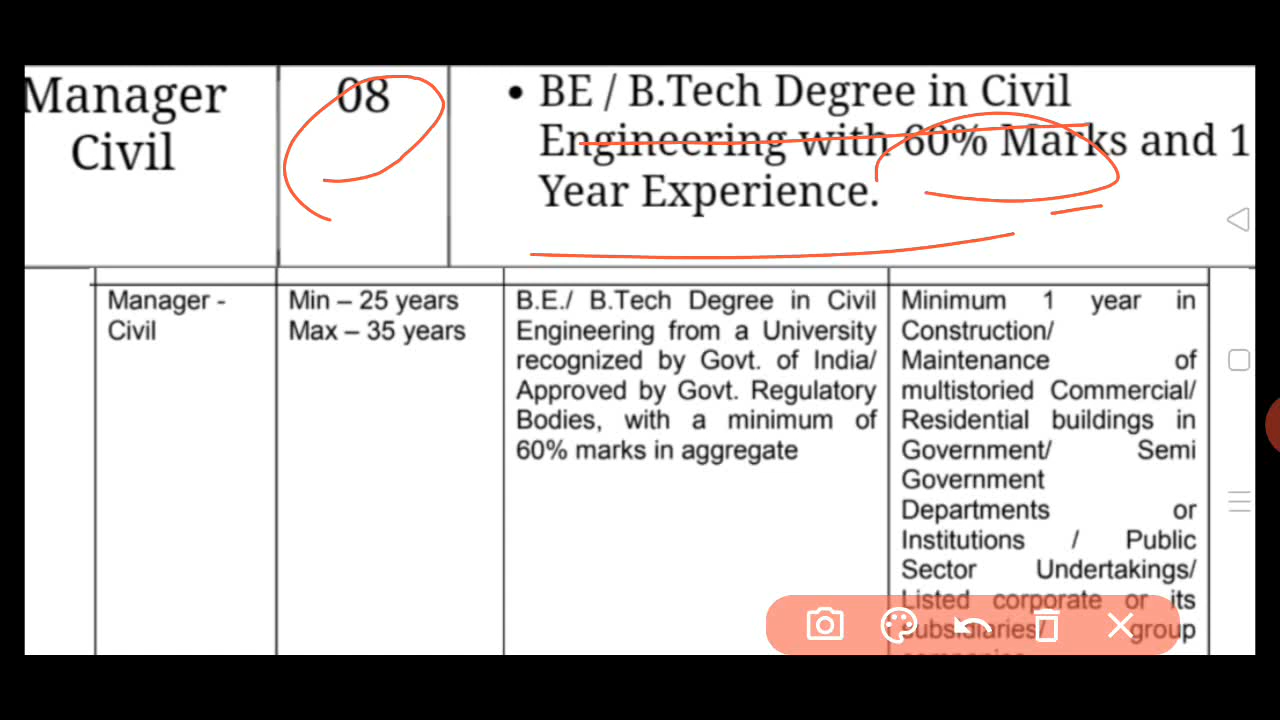 Manager
Civil
08
• BE / B.Tech Degree in Civil
Engineering with 60% Marks and 1
Year Experience.
Manager -
Civil
Min – 25 years
Max – 35 years
B.E./ B.Tech Degree in Civil
Engineering from a University
recognized by Govt. of India/
Approved by Govt. Regulatory
Bodies, with a minimum of
60% marks in aggregate
Minimum 1 year in
Construction/
Maintenance of
multistoried Commercial/
Residential buildings in
Government/ Semi
Government
Departments or
Institutions / Public
Sector Undertakings/
Listed corporate or its
subsidiaries/ group